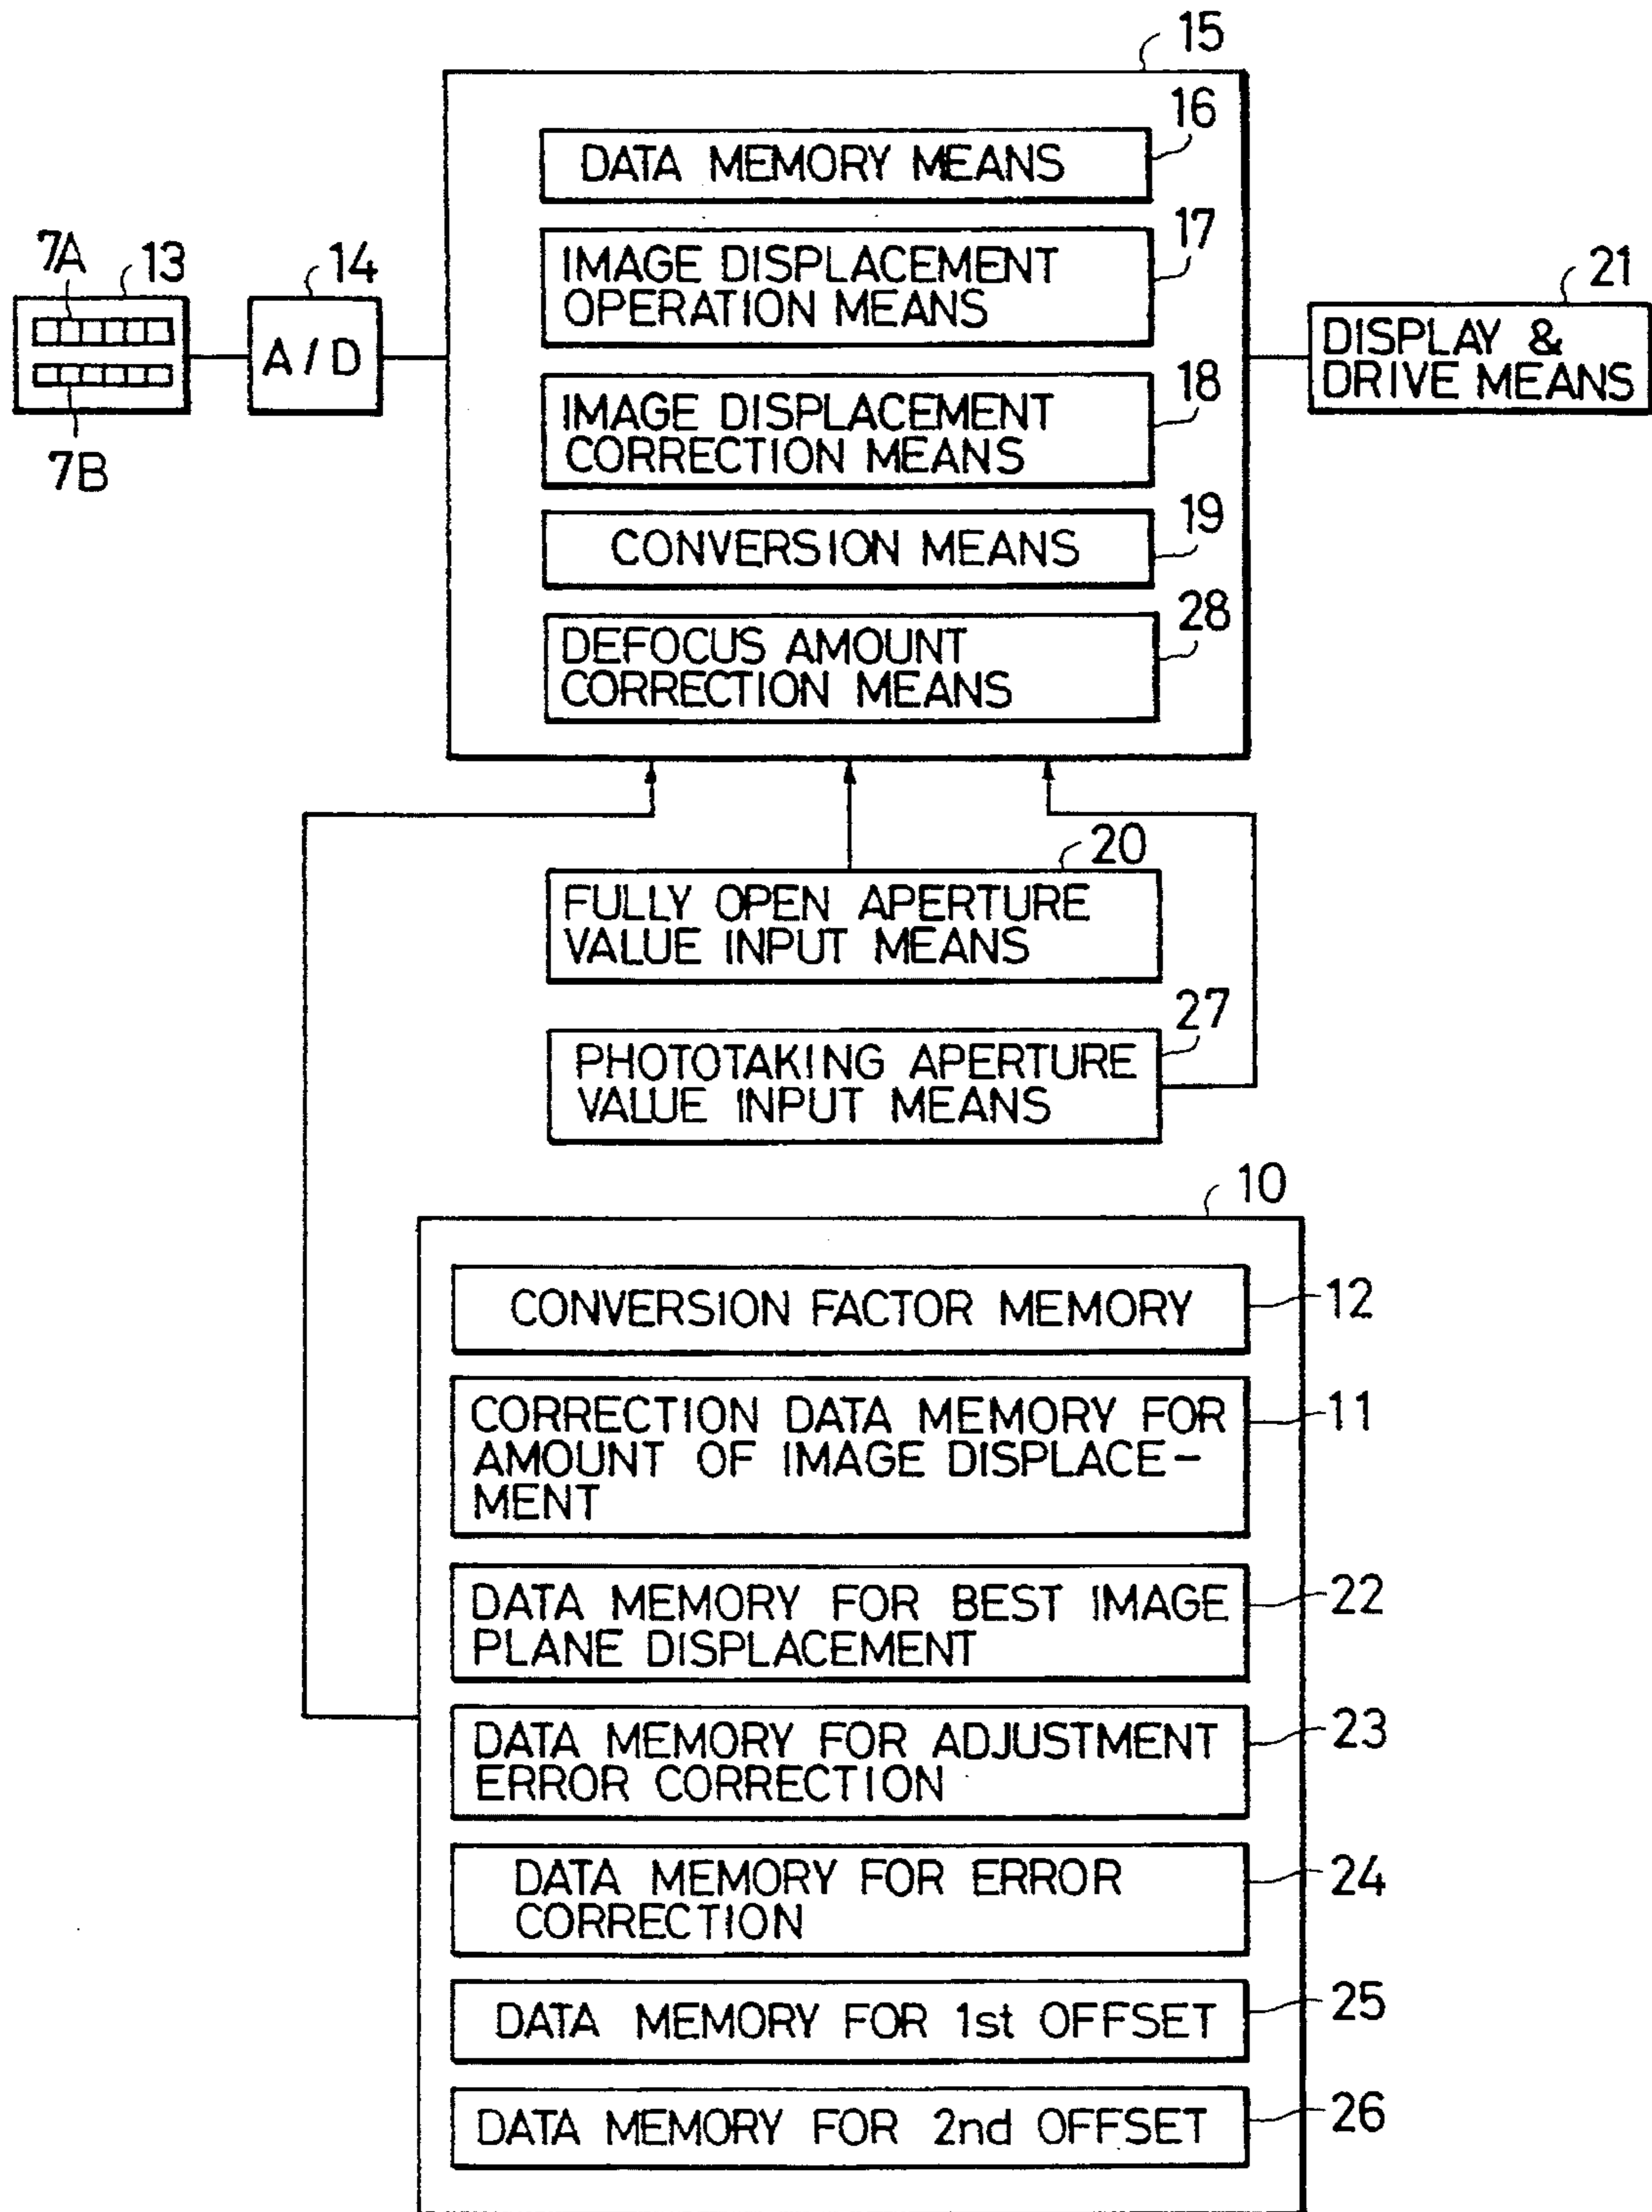 15
16
DATA MEMORY MEANS
17
IMAGE DISPLACEMENT
OPERATION MEANS
7A
13
14
A/D
7B
21
DISPLAY &
DRIVE MEANS
18
IMAGE DISPLACEMENT
CORRECTION MEANS
19
CONVERSION MEANS
28
DEFOCUS AMOUNT
CORRECTION MEANS
20
FULLY OPEN APERTURE
VALUE INPUT MEANS
27
PHOTOTAKING APERTURE
VALUE INPUT MEANS
10
CONVERSION FACTOR MEMORY
12
CORRECTION DATA MEMORY FOR
AMOUNT OF IMAGE DISPLACE-
MENT
11
DATA MEMORY FOR BEST IMAGE
PLANE DISPLACEMENT
22
DATA MEMORY FOR ADJUSTMENT
ERROR CORRECTION
23
DATA MEMORY FOR ERROR
CORRECTION
24
DATA MEMORY FOR 1st OFFSET
25
DATA MEMORY FOR 2nd OFFSET
26